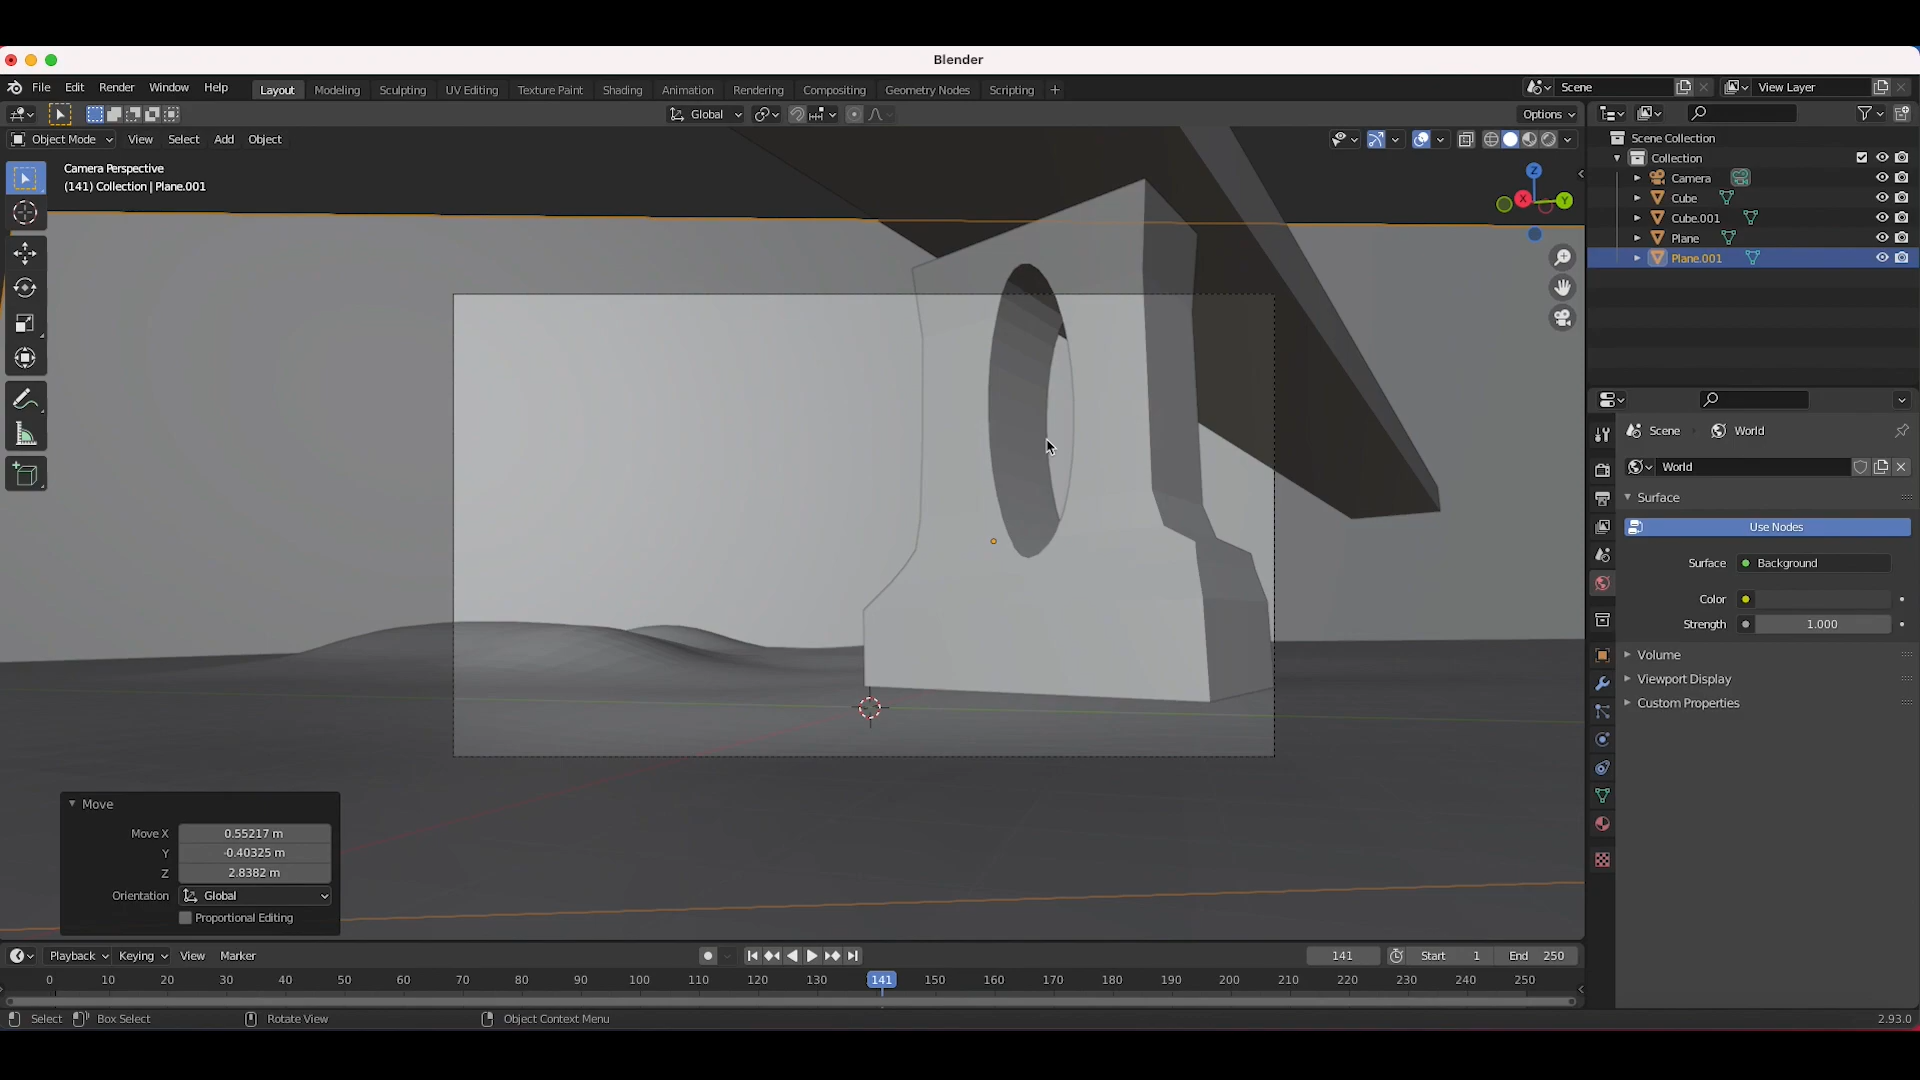 Blender
File Edit Render Window Help Layout Modeling Sculpting UV Editing Texture Paint Shading Animation Rendering Compositing Geometry Nodes Scripting + Scene View Layer
Global Options
Object Mode View Select Add Object
Camera Perspective
(141) Collection | Plane.001
Z
X
Y
Scene Collection
Collection
Camera
Cube
Cube.001
Plane
Plane.001
Scene World
World
Surface
Use Nodes
Surface Background
Color
Strength 1.000
Volume
Viewport Display
Custom Properties
Move
Move X 0.55217 m
Y -0.40325 m
Z 2.8382 m
Orientation Global
Proportional Editing
Playback Keying View Marker 141 Start 1 End 250
0 10 20 30 40 50 60 70 80 90 100 110 120 130 141 150 160 170 180 190 200 210 220 230 240 250
Select Box Select Rotate View Object Context Menu 2.93.0